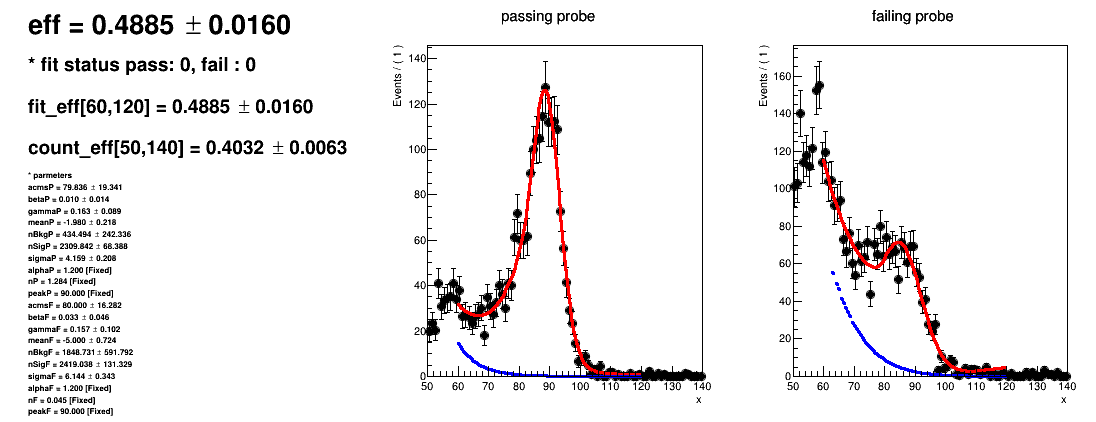 eff = 0.4885 ± 0.0160
* fit status pass: 0, fail : 0
fit_eff[60,120] = 0.4885 ± 0.0160
count_eff[50,140] = 0.4032 ± 0.0063
* parmeters
acmsP = 79.836 ± 19.341
betaP = 0.010 ± 0.014
gammaP = 0.163 ± 0.089
meanP = -1.980 ± 0.218
nBkgP = 434.494 ± 242.336
nSigP = 2309.842 ± 68.388
sigmaP = 4.159 ± 0.208
alphaP = 1.200 [Fixed]
nP = 1.284 [Fixed]
peakP = 90.000 [Fixed]
acmsF = 80.000 ± 16.282
betaF = 0.033 ± 0.046
gammaF = 0.157 ± 0.102
meanF = -5.000 ± 0.724
nBkgF = 1848.731 ± 591.792
nSigF = 2419.038 ± 131.329
sigmaF = 6.144 ± 0.343
alphaF = 1.200 [Fixed]
nF = 0.045 [Fixed]
peakF = 90.000 [Fixed]
passing probe
Events / ( 1 )
140
120
100
80
60
40
20
0
50 60 70 80 90 100 110 120 130 140
x
failing probe
Events / ( 1 )
160
140
120
100
80
60
40
20
0
50 60 70 80 90 100 110 120 130 140
x